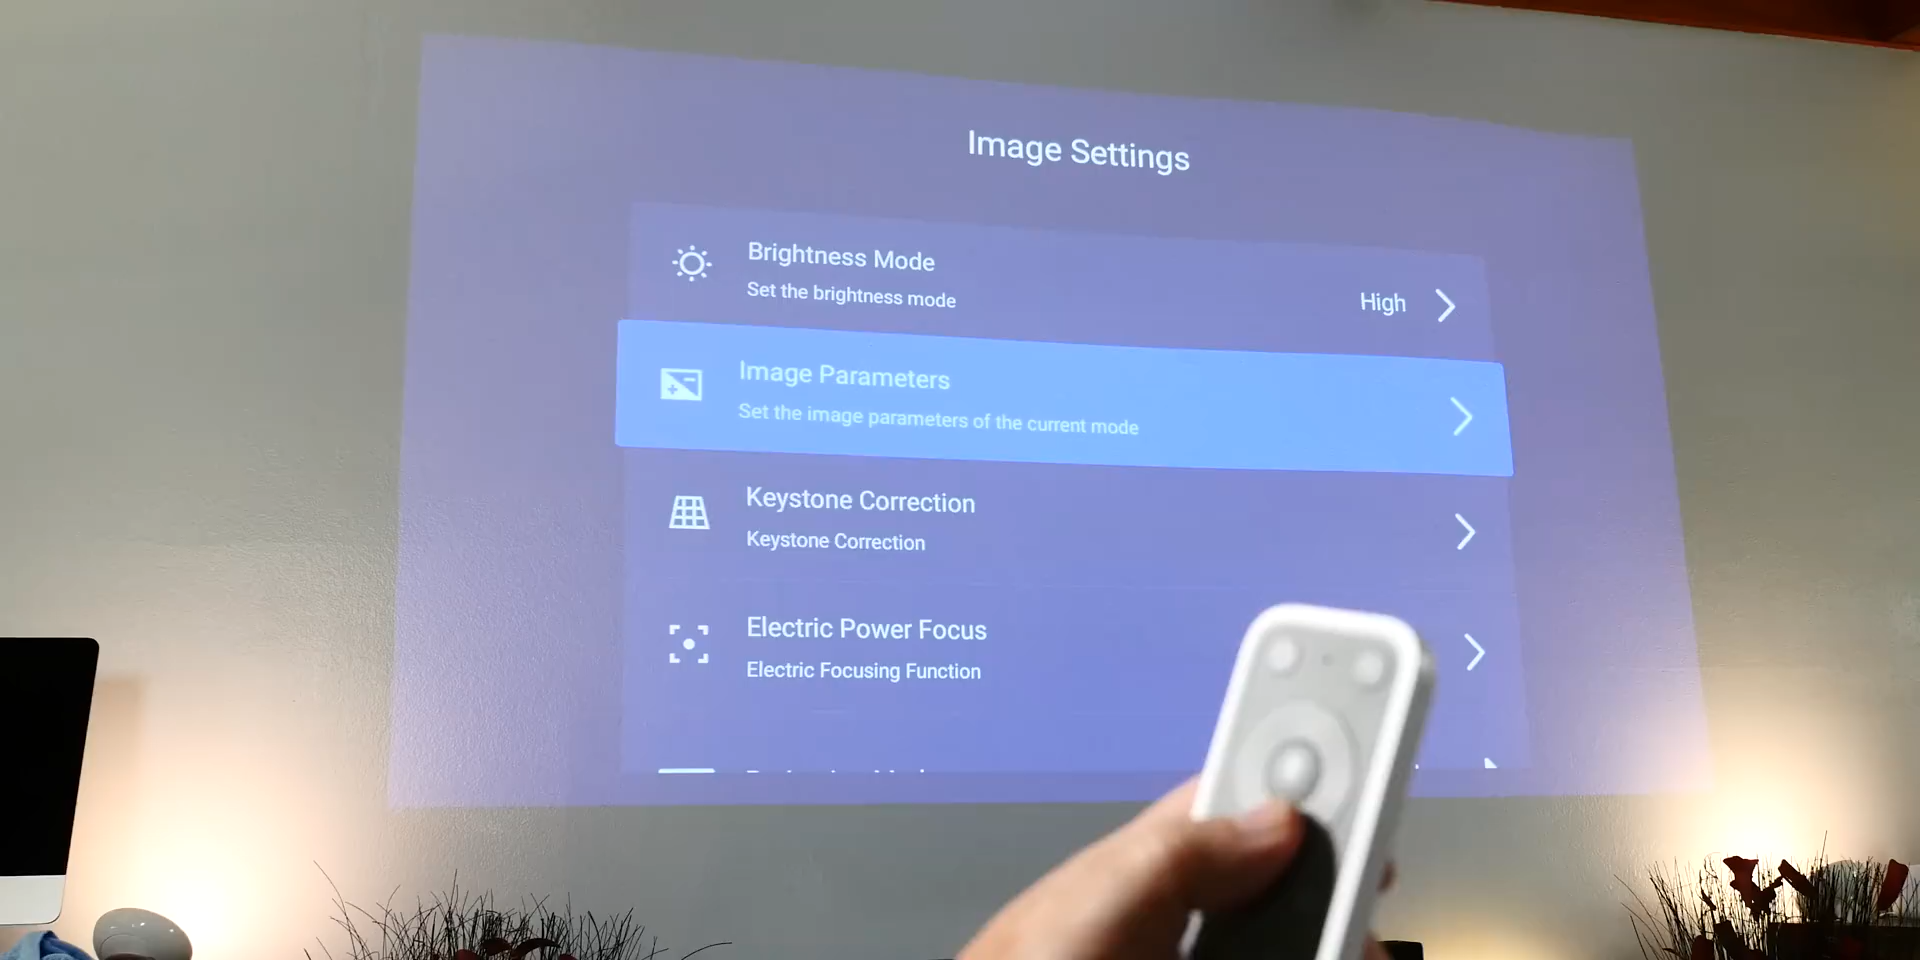 Image Settings
Brightness Mode
Set the brightness mode
High
Image Parameters
Set the image parameters of the current mode
Keystone Correction
Keystone Correction
Electric Power Focus
Electric Focusing Function